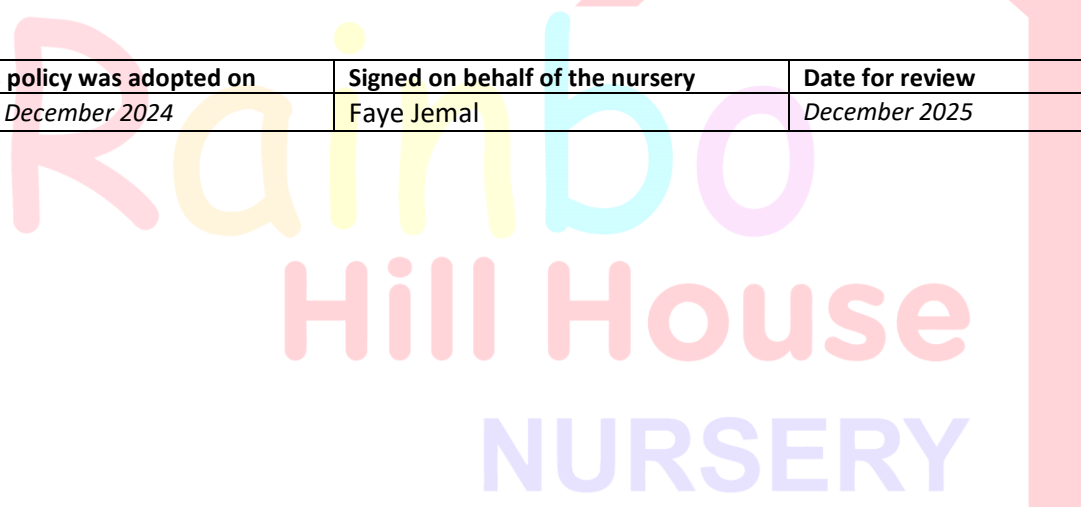 policy was adopted on Signed on behalf of the nursery Date for review
December 2024 Faye Jemal December 2025
Rainbo
Hill House
NURSERY